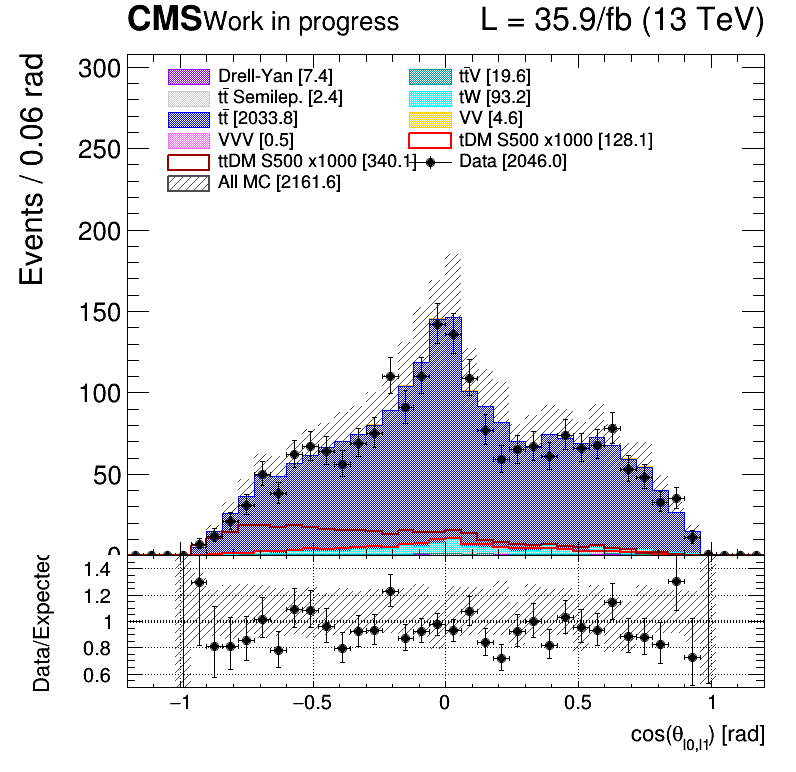 CMS Work in progress L = 35.9/fb (13 TeV)
Events / 0.06 rad
300
250
200
150
100
50
0
Drell-Yan [7.4]
tt̄V [19.6]
tt̄ Semilep. [2.4]
tW [93.2]
tt̄ [2033.8]
VV [4.6]
VVV [0.5]
tDM S500 x1000 [128.1]
ttDM S500 x1000 [340.1]
Data [2046.0]
All MC [2161.6]
Data/Expected
1.4
1.2
1
0.8
0.6
−1 −0.5 0 0.5 1
cos(θl0,l1) [rad]